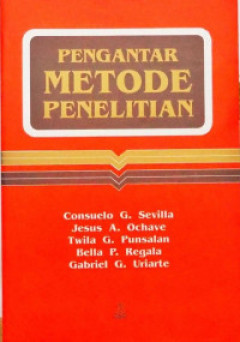 PENGANTAR
METODE
PENELITIAN
Consuelo G. Sevilla
Jesus A. Ochave
Twila G. Punsalan
Bella P. Regala
Gabriel G. Uriarte